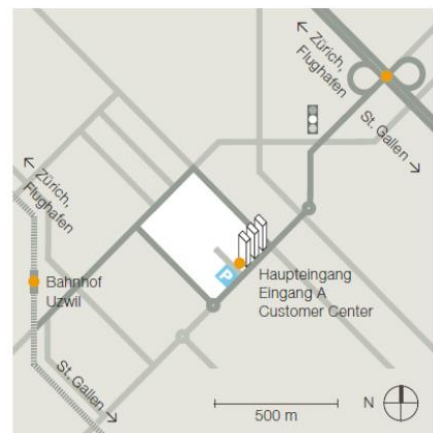 Zürich,
Flughafen
St. Gallen
Zürich,
Flughafen
Bahnhof
Uzwil
P
Haupteingang
Eingang A
Customer Center
St. Gallen
500 m
N